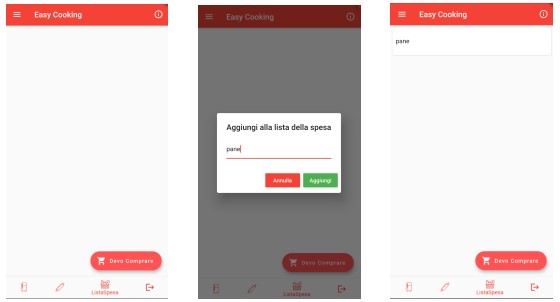 Easy Cooking
Devo Comprare
ListaSpesa
Easy Cooking
Aggiungi alla lista della spesa
pane
Annulla Aggiungi
Devo Comprare
ListaSpesa
Easy Cooking
pane
Devo Comprare
ListaSpesa